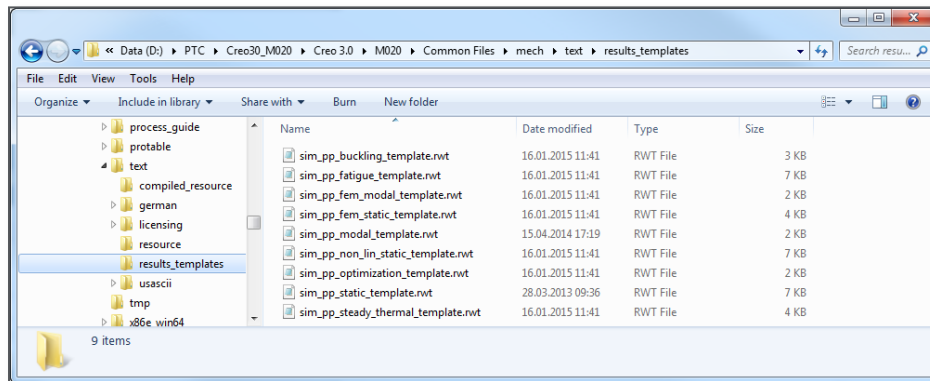 « Data (D:) ▸ PTC ▸ Creo30_M020 ▸ Creo 3.0 ▸ M020 ▸ Common Files ▸ mech ▸ text ▸ results_templates Search resu...
File Edit View Tools Help
Organize Include in library Share with Burn New folder
process_guide
protable
text
compiled_resource
german
licensing
resource
results_templates
usascii
tmp
x86e_win64
Name Date modified Type Size
sim_pp_buckling_template.rwt 16.01.2015 11:41 RWT File 3 KB
sim_pp_fatigue_template.rwt 16.01.2015 11:41 RWT File 7 KB
sim_pp_fem_modal_template.rwt 16.01.2015 11:41 RWT File 2 KB
sim_pp_fem_static_template.rwt 16.01.2015 11:41 RWT File 4 KB
sim_pp_modal_template.rwt 15.04.2014 17:19 RWT File 2 KB
sim_pp_non_lin_static_template.rwt 16.01.2015 11:41 RWT File 7 KB
sim_pp_optimization_template.rwt 16.01.2015 11:41 RWT File 2 KB
sim_pp_static_template.rwt 28.03.2013 09:36 RWT File 7 KB
sim_pp_steady_thermal_template.rwt 16.01.2015 11:41 RWT File 4 KB
9 items